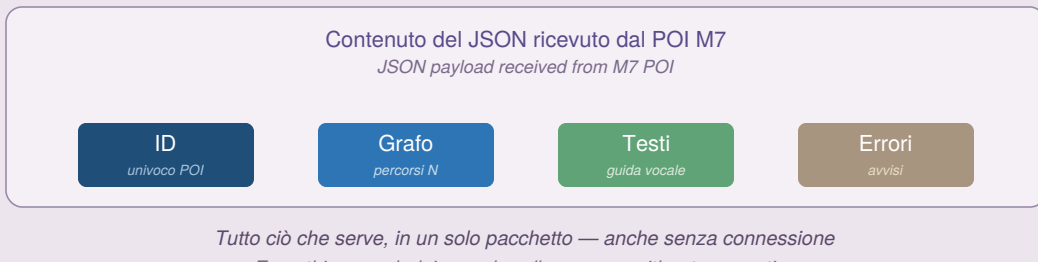 Contenuto del JSON ricevuto dal POI M7
JSON payload received from M7 POI
ID
univoco POI
Grafo
percorsi N
Testi
guida vocale
Errori
avvisi
Tutto ciò che serve, in un solo pacchetto — anche senza connessione